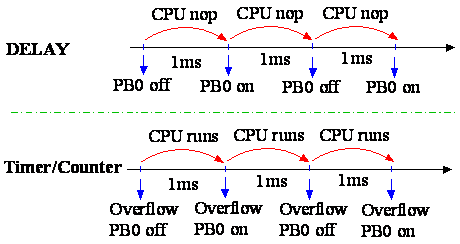 CPU nop CPU nop CPU nop
DELAY
1ms 1ms 1ms
PB0 off PB0 on PB0 off PB0 on
CPU runs CPU runs CPU runs
Timer/Counter
1ms 1ms 1ms
Overflow Overflow Overflow Overflow
PB0 off PB0 on PB0 off PB0 on